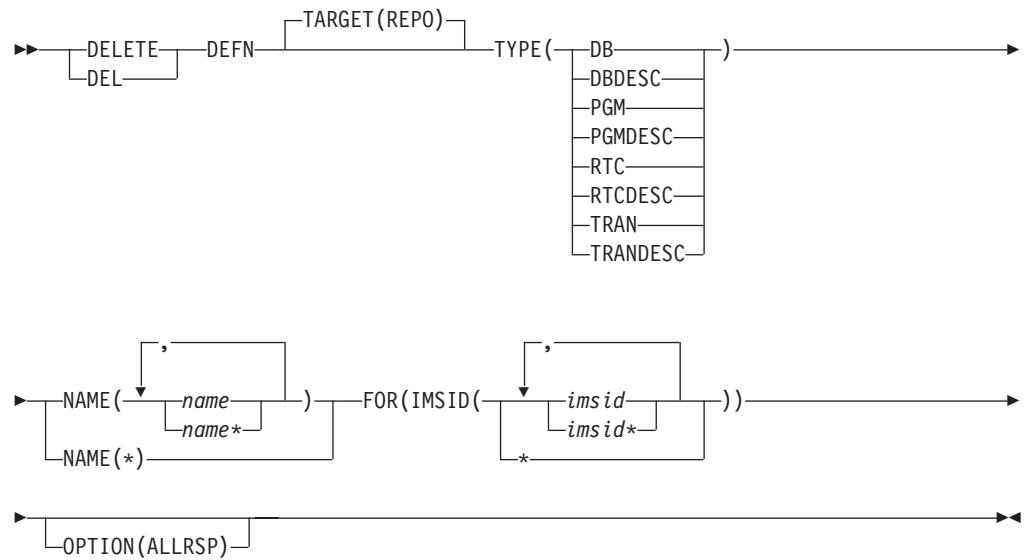 TARGET(REPO)
DELETE DEFN TYPE( DB )
DEL DBDESC
PGM
PGMDESC
RTC
RTCDESC
TRAN
TRANDESC
, ,
NAME( name ) FOR(IMSID( imsid ))
name* imsid*
NAME(*) *
OPTION(ALLRSP)